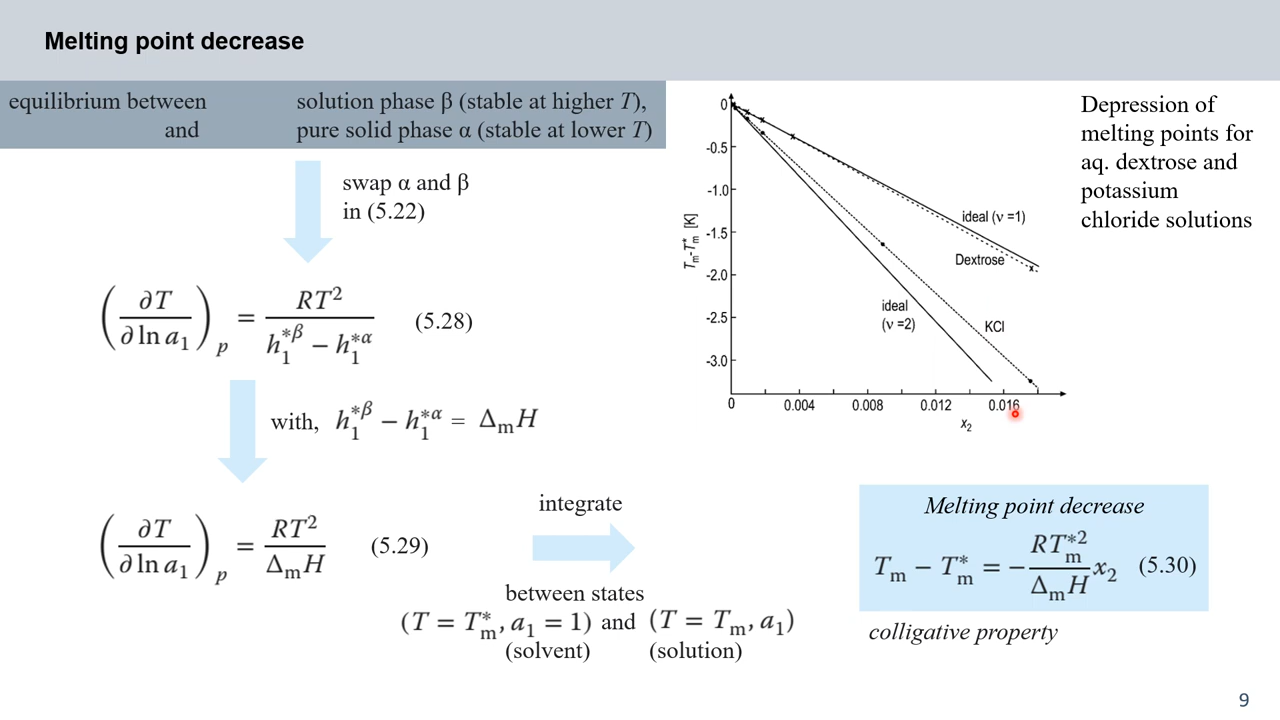 Melting point decrease
equilibrium between solution phase β (stable at higher T),
and pure solid phase α (stable at lower T)
swap α and β
in (5.22)
(∂T / ∂ ln a₁)ₚ = RT² / (h₁*ᵝ − h₁*ᵅ) (5.28)
with, h₁*ᵝ − h₁*ᵅ = ΔₘH
(∂T / ∂ ln a₁)ₚ = RT² / ΔₘH (5.29)
integrate
between states
(T = Tₘ*, a₁ = 1) and (T = Tₘ, a₁)
(solvent) (solution)
0
-0.5
-1.0
-1.5
-2.0
-2.5
-3.0
Tₘ-Tₘ* [K]
ideal (ν =1)
Dextrose
ideal
(ν =2)
KCl
0 0.004 0.008 0.012 0.016
x₂
Depression of
melting points for
aq. dextrose and
potassium
chloride solutions
Melting point decrease
Tₘ − Tₘ* = − (RTₘ*² / ΔₘH) x₂ (5.30)
colligative property
9